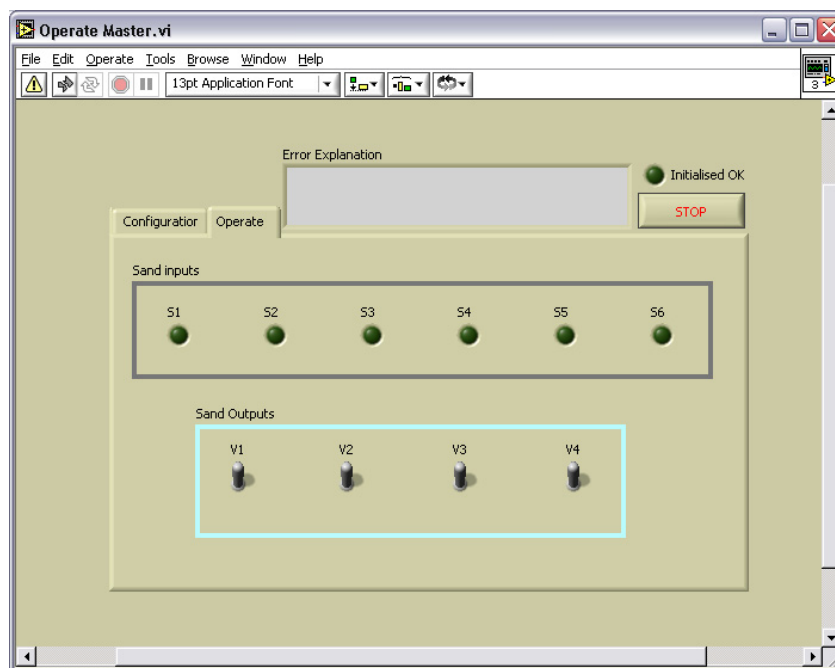 Operate Master.vi
File Edit Operate Tools Browse Window Help
13pt Application Font
3
Error Explanation
Initialised OK
STOP
Configuratior Operate
Sand inputs
S1 S2 S3 S4 S5 S6
Sand Outputs
V1 V2 V3 V4